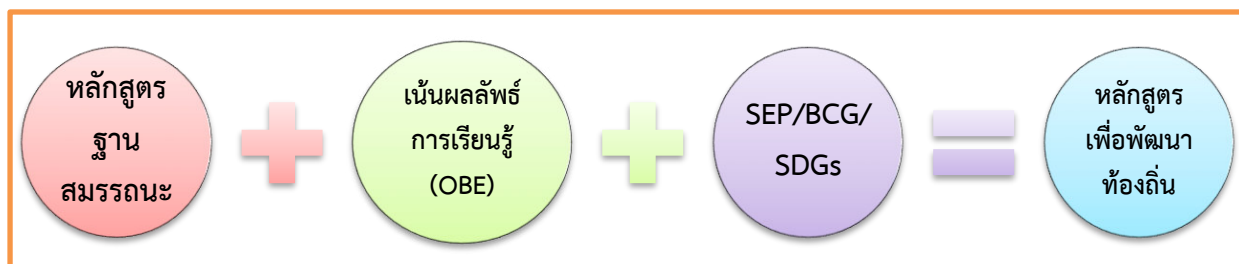 หลักสูตร
ฐาน
สมรรถนะ
เน้นผลลัพธ์
การเรียนรู้
(OBE)
SEP/BCG/
SDGs
หลักสูตร
เพื่อพัฒนา
ท้องถิ่น